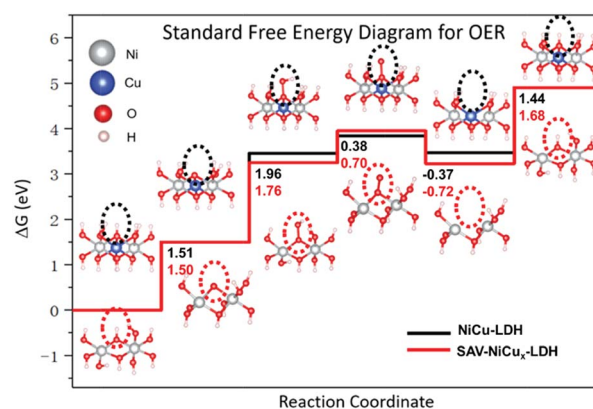 Standard Free Energy Diagram for OER
Ni
Cu
O
H
6
5
4
3
2
1
0
−1
ΔG (eV)
1.51
1.50
1.96
1.76
0.38
0.70
-0.37
-0.72
1.44
1.68
NiCu-LDH
SAV-NiCuₓ-LDH
Reaction Coordinate